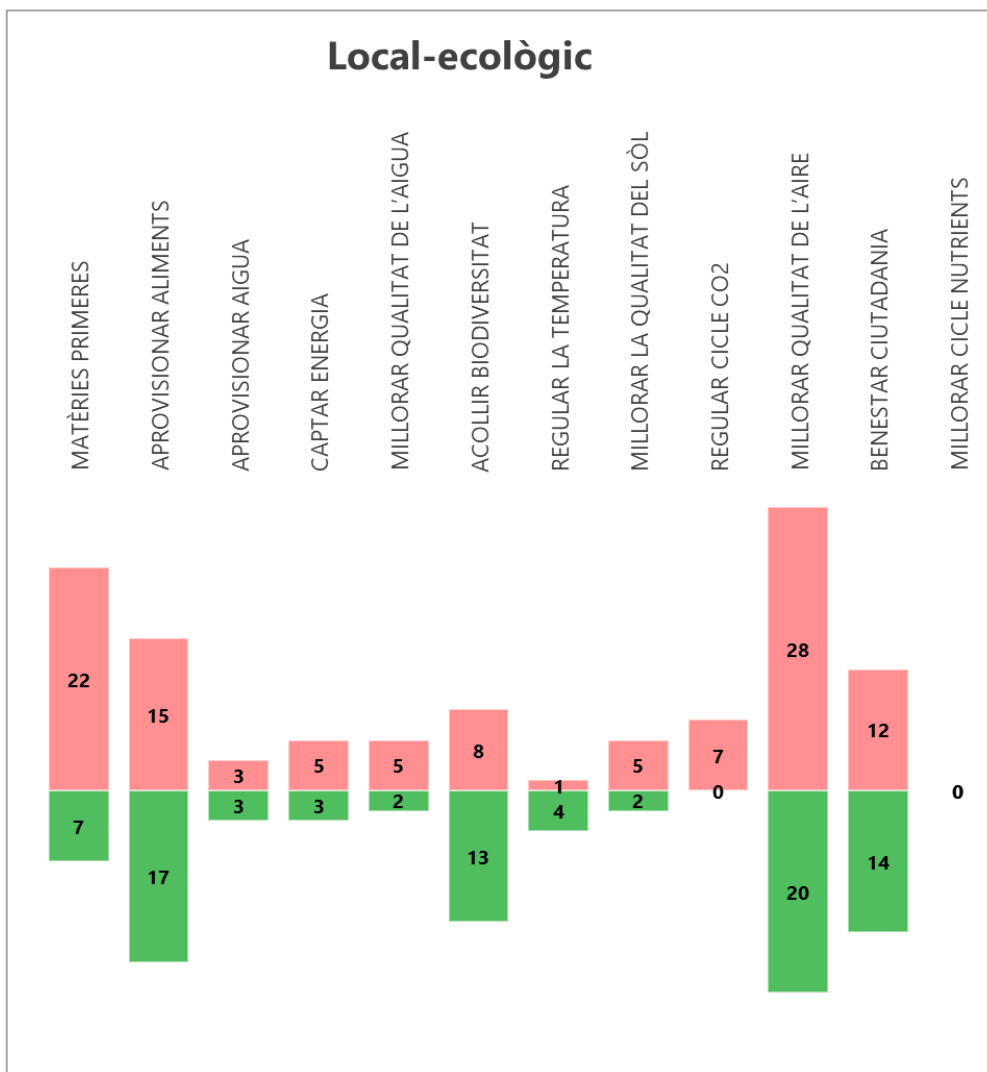 Local-ecològic
MATÈRIES PRIMERES
APROVISIONAR ALIMENTS
APROVISIONAR AIGUA
CAPTAR ENERGIA
MILLORAR QUALITAT DE L’AIGUA
ACOLLIR BIODIVERSITAT
REGULAR LA TEMPERATURA
MILLORAR LA QUALITAT DEL SÒL
REGULAR CICLE CO2
MILLORAR QUALITAT DE L’AIRE
BENESTAR CIUTADANIA
MILLORAR CICLE NUTRIENTS
22
15
3
5
5
8
1
5
7
28
12
7
17
3
3
2
13
4
2
0
20
14
0